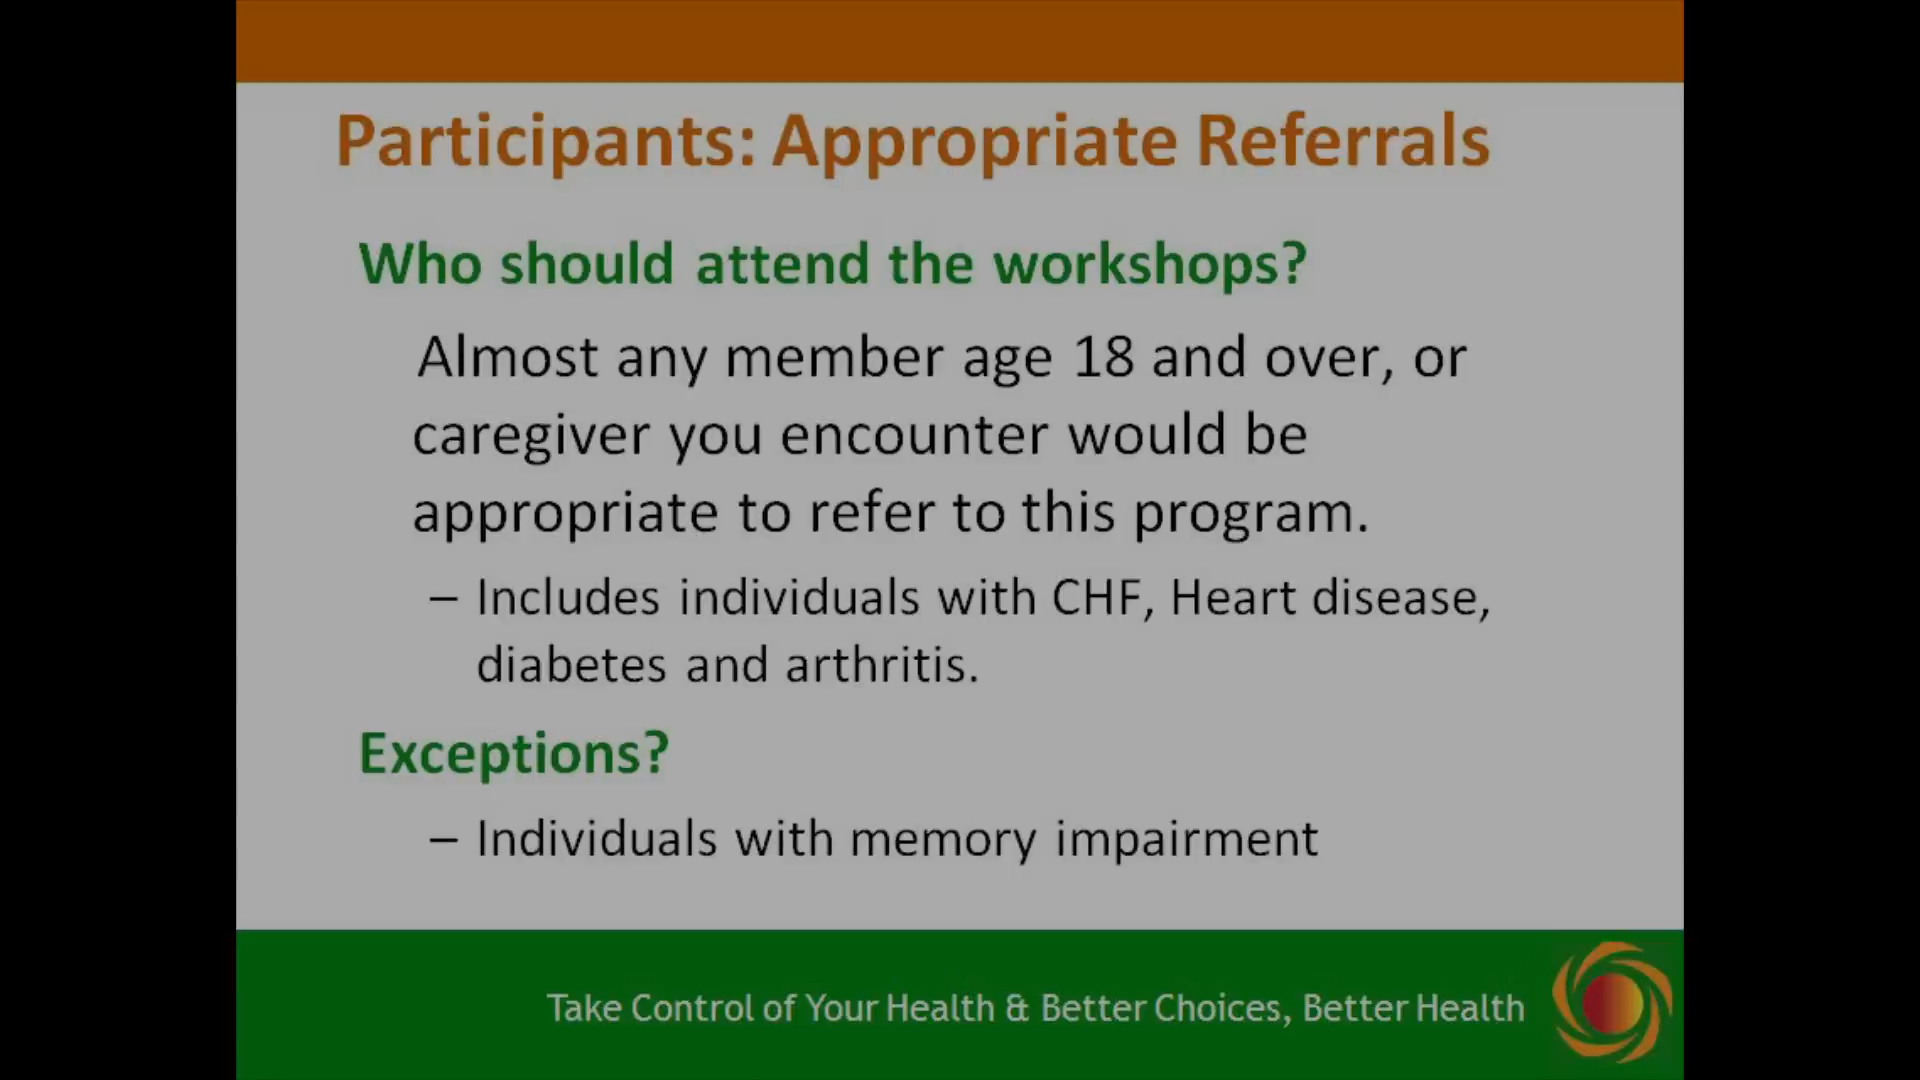 Participants: Appropriate Referrals
Who should attend the workshops?
Almost any member age 18 and over, or
caregiver you encounter would be
appropriate to refer to this program.
– Includes individuals with CHF, Heart disease,
diabetes and arthritis.
Exceptions?
– Individuals with memory impairment
Take Control of Your Health & Better Choices, Better Health